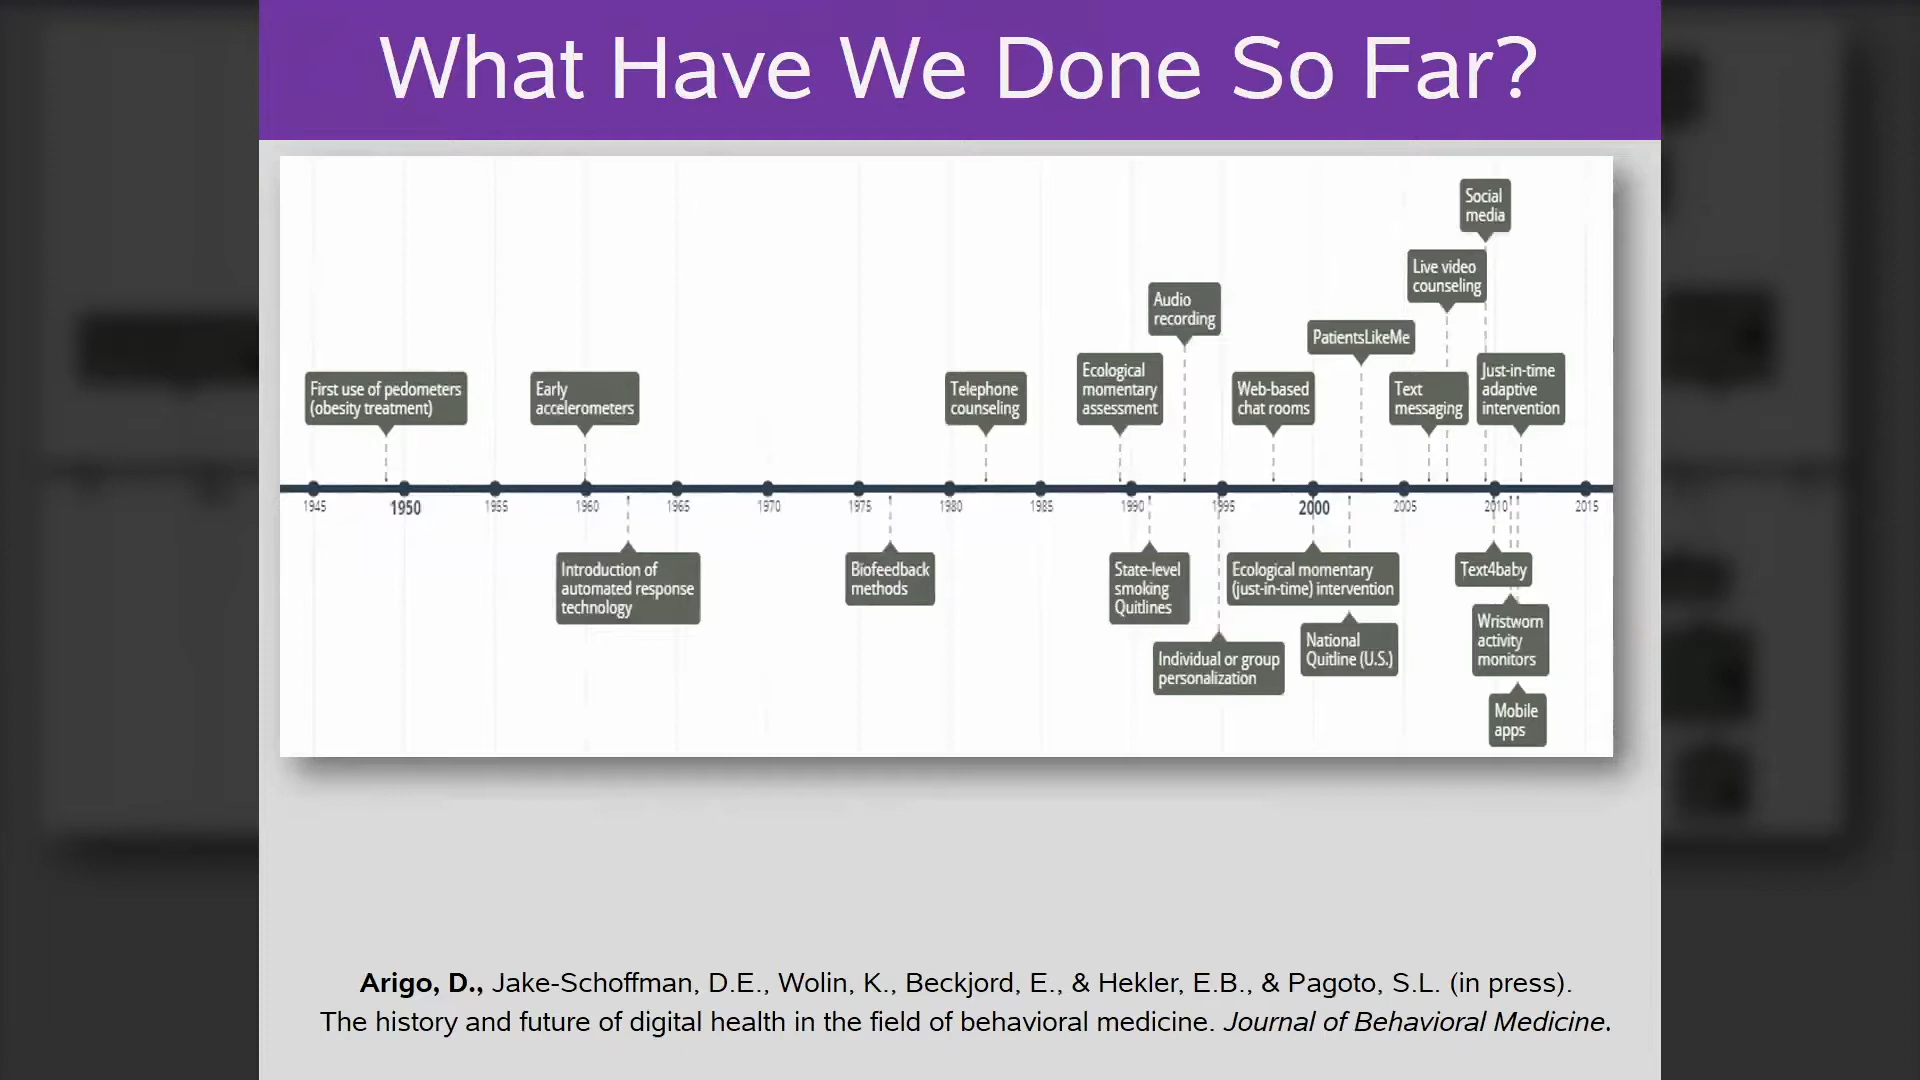 What Have We Done So Far?
Social
media
Live video
counseling
Audio
recording
PatientsLikeMe
First use of pedometers
(obesity treatment)
Early
accelerometers
Telephone
counseling
Ecological
momentary
assessment
Web-based
chat rooms
Text
messaging
Just-in-time
adaptive
intervention
1945 1950 1955 1960 1965 1970 1975 1980 1985 1990 1995 2000 2005 2010 2015
Introduction of
automated response
technology
Biofeedback
methods
State-level
smoking
Quitlines
Ecological momentary
(just-in-time) intervention
Text4baby
Individual or group
personalization
National
Quitline (U.S.)
Wristworn
activity
monitors
Mobile
apps
Arigo, D., Jake-Schoffman, D.E., Wolin, K., Beckjord, E., & Hekler, E.B., & Pagoto, S.L. (in press).
The history and future of digital health in the field of behavioral medicine. Journal of Behavioral Medicine.